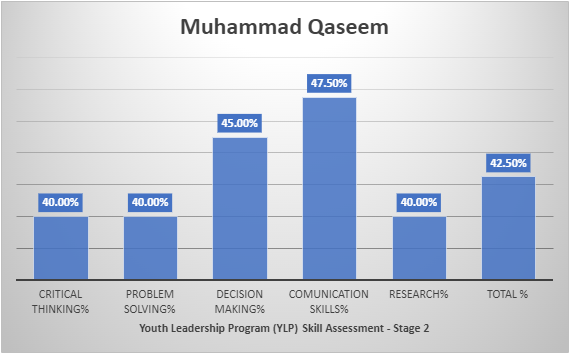 Muhammad Qaseem
47.50%
45.00%
42.50%
40.00% 40.00% 40.00%
CRITICAL THINKING%
PROBLEM SOLVING%
DECISION MAKING%
COMUNICATION SKILLS%
RESEARCH%
TOTAL %
Youth Leadership Program (YLP) Skill Assessment - Stage 2